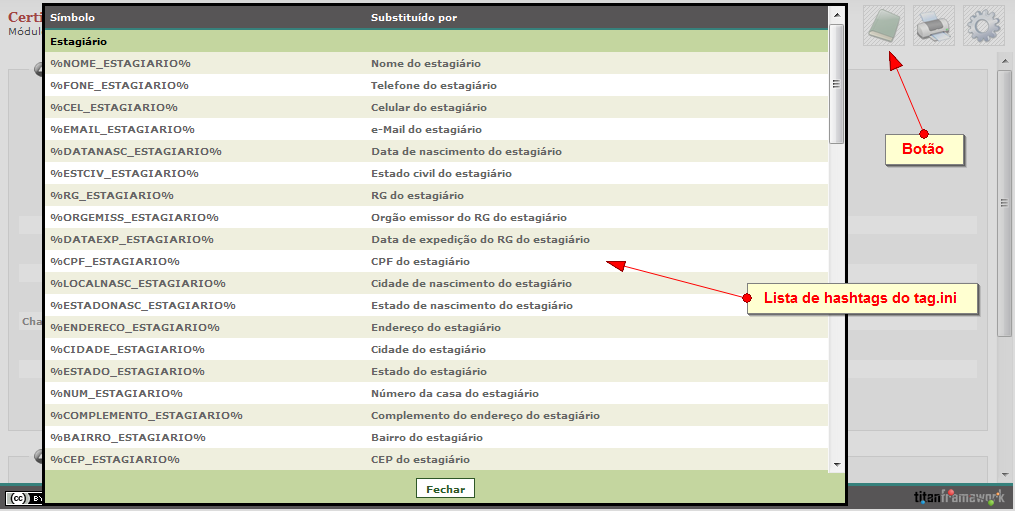 Certi
Módul
Símbolo Substituído por
Estagiário
%NOME_ESTAGIARIO% Nome do estagiário
%FONE_ESTAGIARIO% Telefone do estagiário
%CEL_ESTAGIARIO% Celular do estagiário
%EMAIL_ESTAGIARIO% e-Mail do estagiário
%DATANASC_ESTAGIARIO% Data de nascimento do estagiário
%ESTCIV_ESTAGIARIO% Estado civil do estagiário
%RG_ESTAGIARIO% RG do estagiário
%ORGEMISS_ESTAGIARIO% Orgão emissor do RG do estagiário
%DATAEXP_ESTAGIARIO% Data de expedição do RG do estagiário
%CPF_ESTAGIARIO% CPF do estagiário
%LOCALNASC_ESTAGIARIO% Cidade de nascimento do estagiário
%ESTADONASC_ESTAGIARIO% Estado de nascimento do estagiário
%ENDERECO_ESTAGIARIO% Endereço do estagiário
%CIDADE_ESTAGIARIO% Cidade do estagiário
%ESTADO_ESTAGIARIO% Estado do estagiário
%NUM_ESTAGIARIO% Número da casa do estagiário
%COMPLEMENTO_ESTAGIARIO% Complemento do endereço do estagiário
%BAIRRO_ESTAGIARIO% Bairro do estagiário
%CEP_ESTAGIARIO% CEP do estagiário
Fechar
Botão
Lista de hashtags do tag.ini
Cha
(cc) BY
titanframework